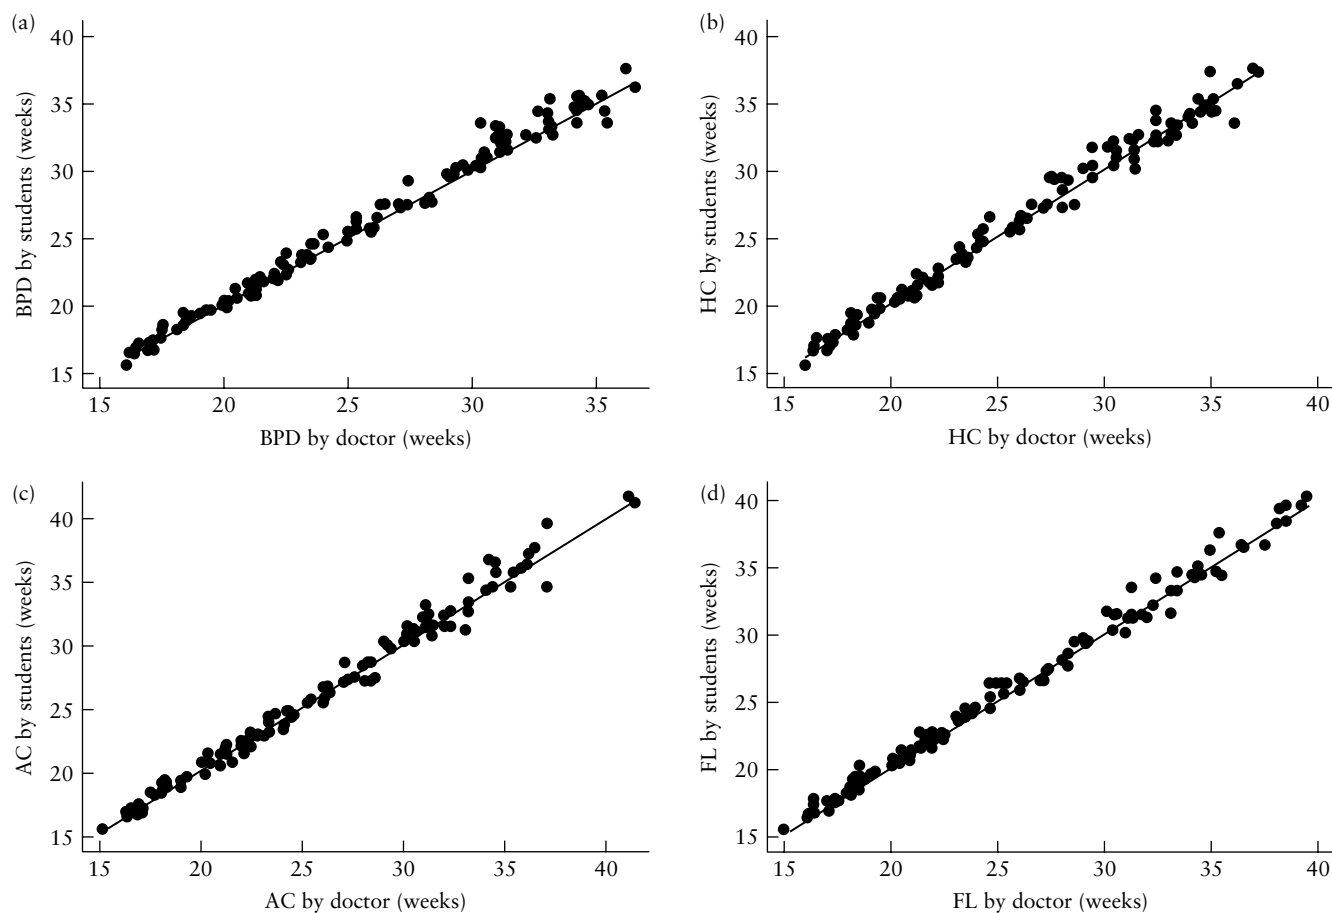 (a)
40
35
30
25
20
15
BPD by students (weeks)
15 20 25 30 35
BPD by doctor (weeks)
(b)
40
35
30
25
20
15
HC by students (weeks)
15 20 25 30 35 40
HC by doctor (weeks)
(c)
40
35
30
25
20
15
AC by students (weeks)
15 20 25 30 35 40
AC by doctor (weeks)
(d)
40
35
30
25
20
15
FL by students (weeks)
15 20 25 30 35 40
FL by doctor (weeks)